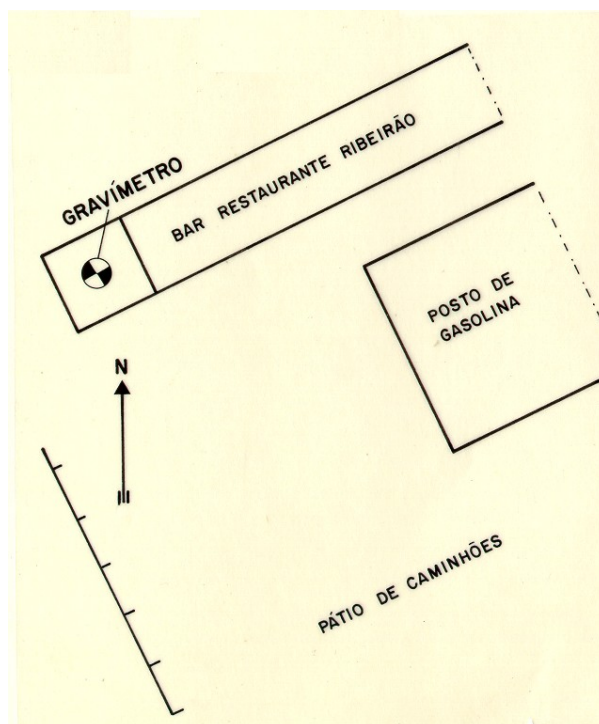 GRAVÍMETRO
BAR RESTAURANTE RIBEIRÃO
POSTO DE
GASOLINA
N
PÁTIO DE CAMINHÕES